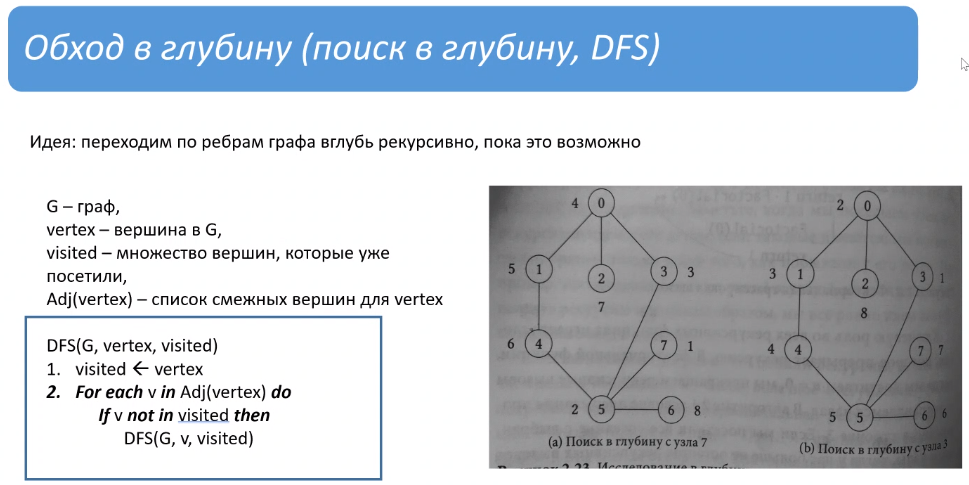 Обход в глубину (поиск в глубину, DFS)
Идея: переходим по ребрам графа вглубь рекурсивно, пока это возможно
G – граф,
vertex – вершина в G,
visited – множество вершин, которые уже
посетили,
Adj(vertex) – список смежных вершин для vertex
DFS(G, vertex, visited)
1. visited ← vertex
2. For each v in Adj(vertex) do
If v not in visited then
DFS(G, v, visited)
4 0
5 1
2
3 3
7
6 4
7 1
2 5
6 8
(a) Поиск в глубину с узла 7
2 0
3 1
2
3 1
8
4 4
7 7
5 5
6 6
(b) Поиск в глубину с узла 3